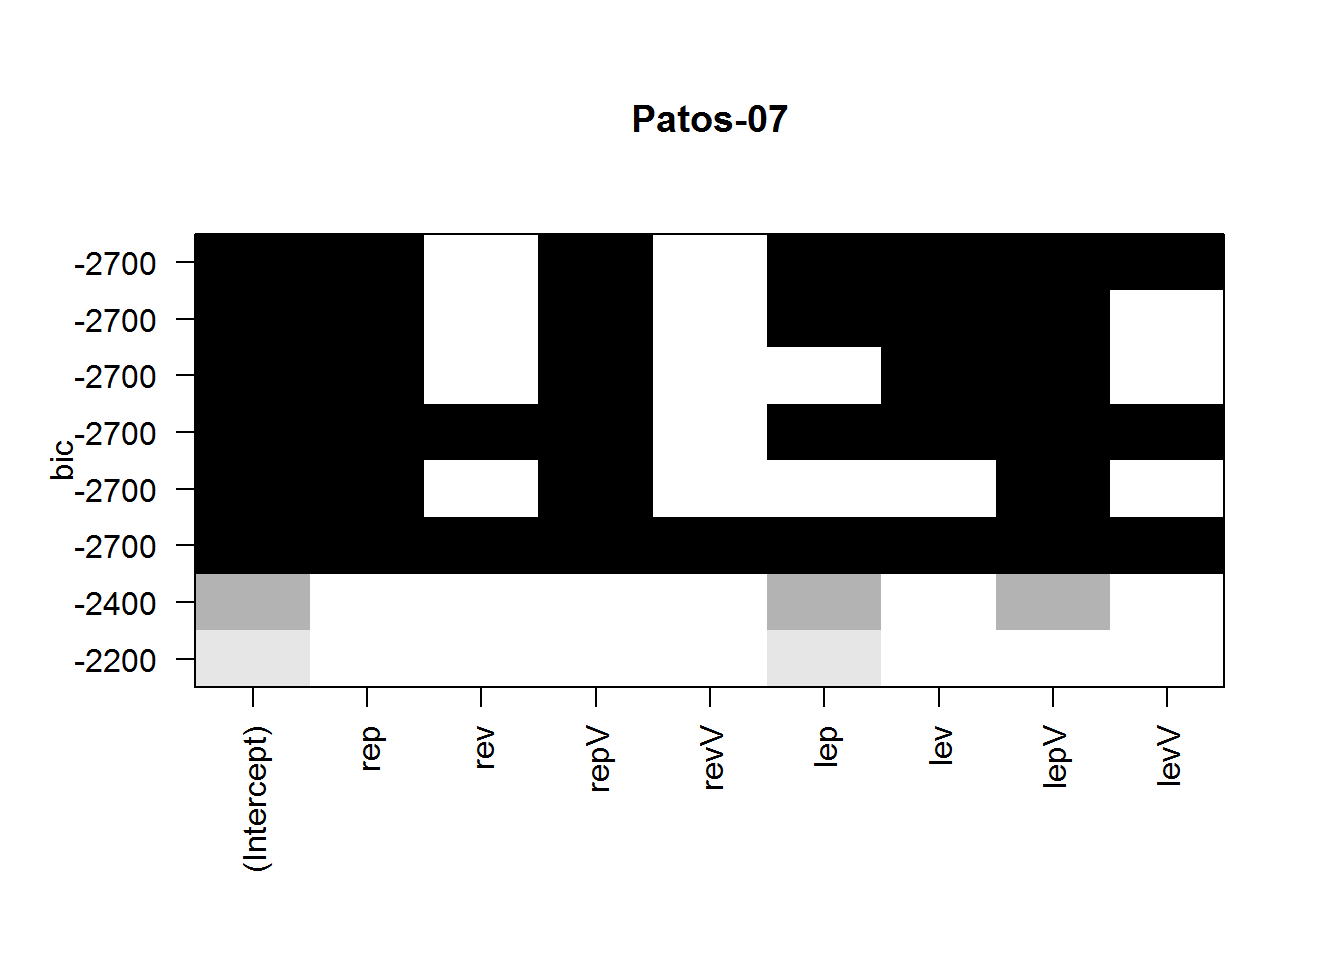 Patos-07
bic
-2700
-2700
-2700
-2700
-2700
-2700
-2400
-2200
(Intercept)
rep
rev
repV
revV
lep
lev
lepV
levV